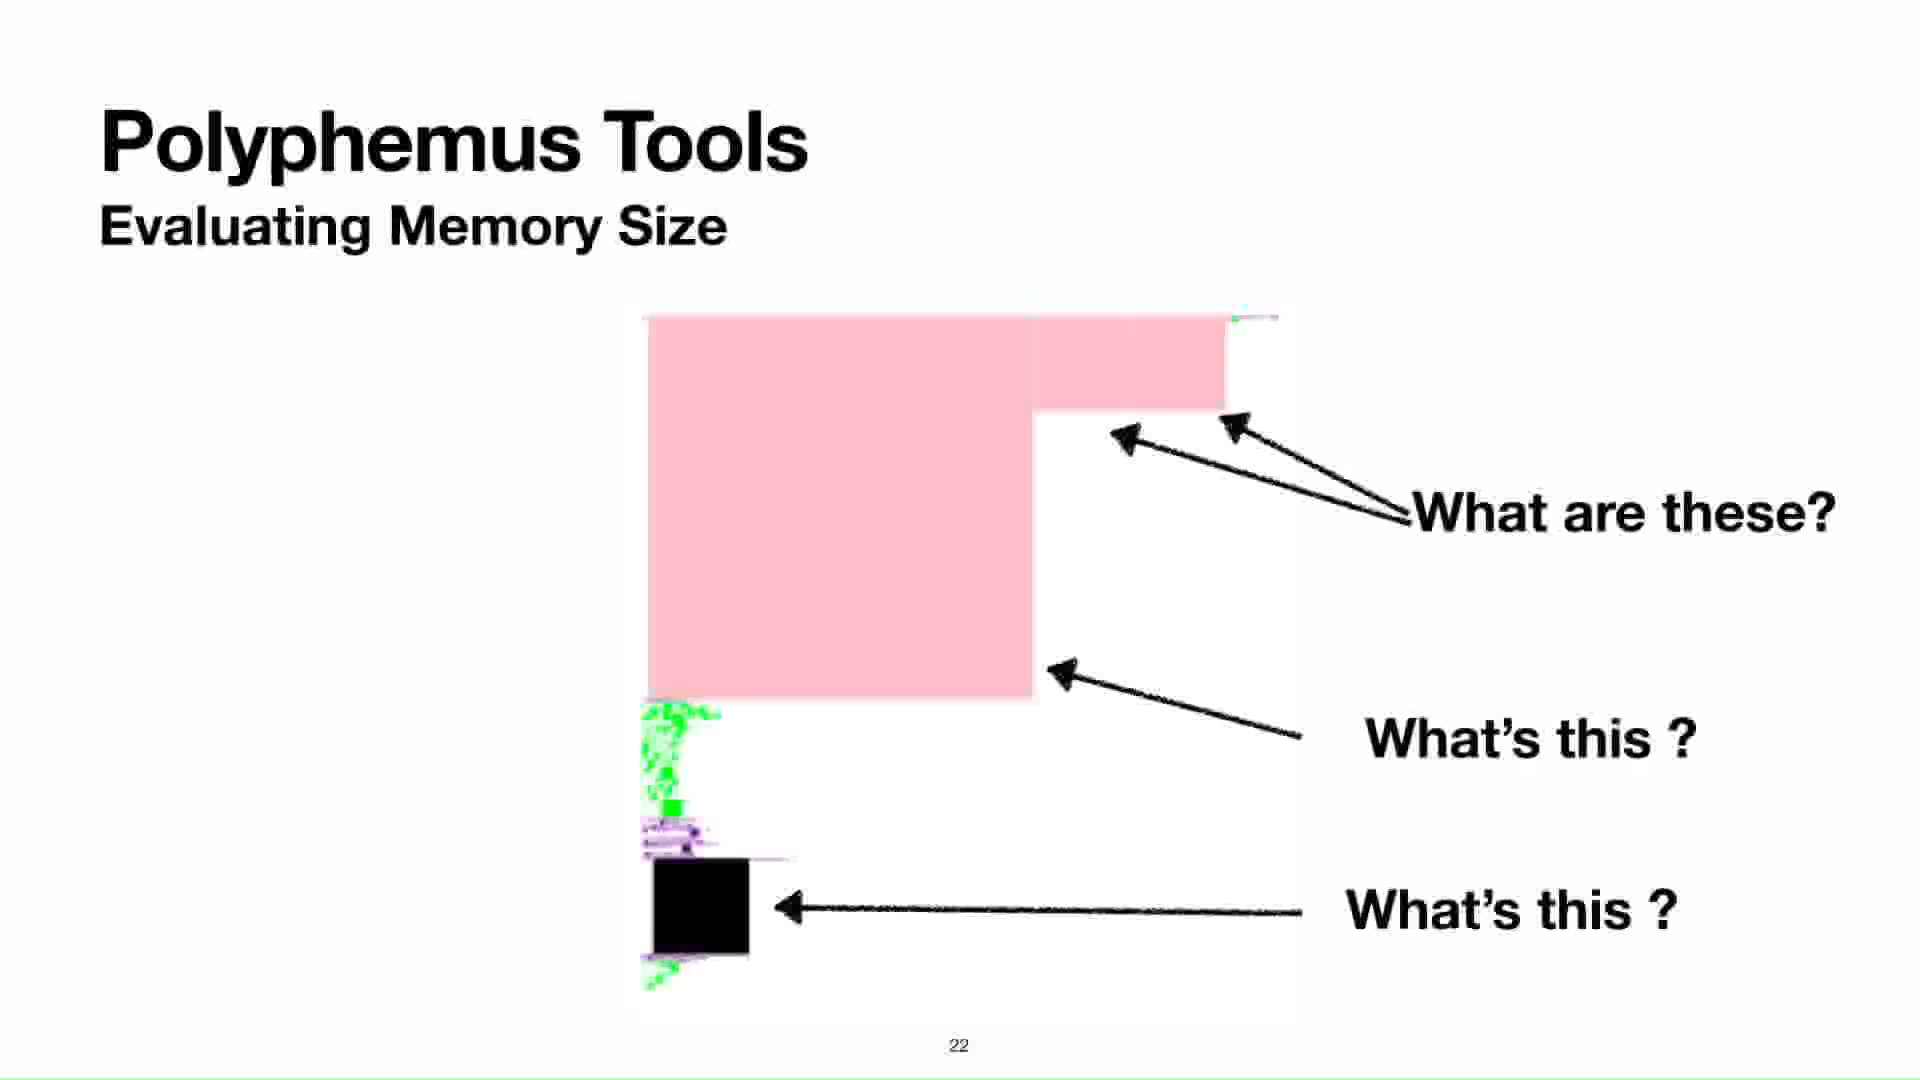 Polyphemus Tools
Evaluating Memory Size
What are these?
What's this ?
What's this ?
22